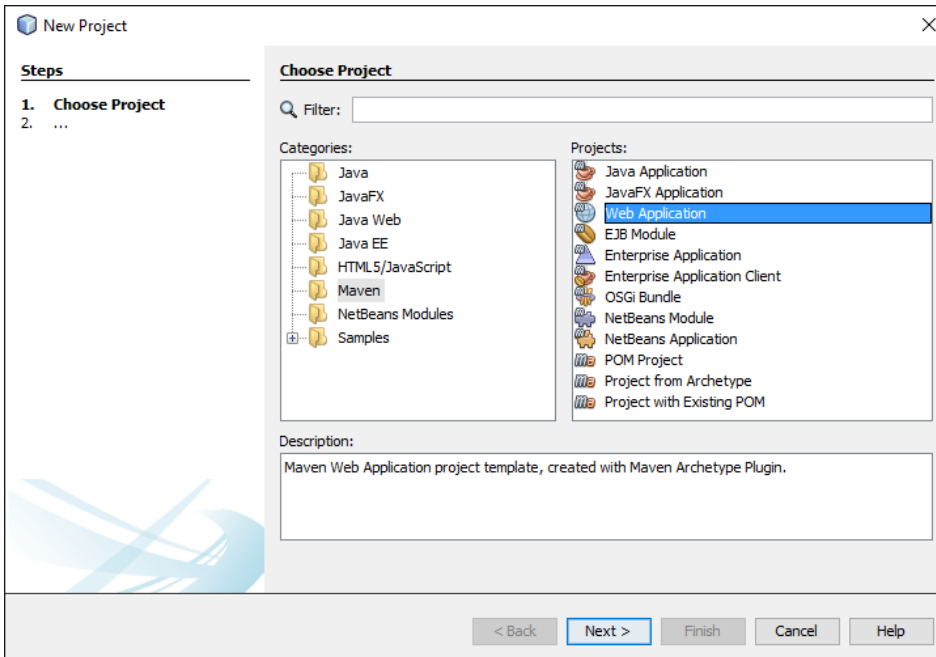 New Project
Steps
1. Choose Project
2. ...
Choose Project
Filter:
Categories:
Java
JavaFX
Java Web
Java EE
HTML5/JavaScript
Maven
NetBeans Modules
Samples
Projects:
Java Application
JavaFX Application
Web Application
EJB Module
Enterprise Application
Enterprise Application Client
OSGi Bundle
NetBeans Module
NetBeans Application
POM Project
Project from Archetype
Project with Existing POM
Description:
Maven Web Application project template, created with Maven Archetype Plugin.
< Back Next > Finish Cancel Help